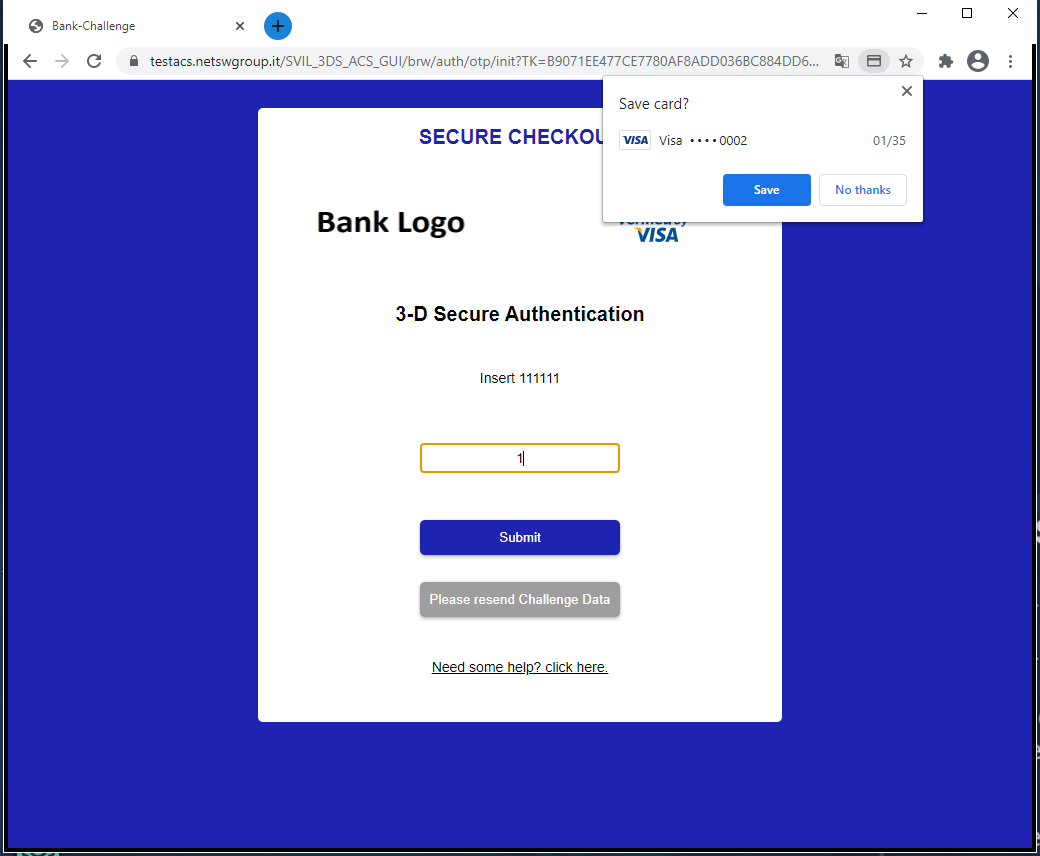 Bank-Challenge
testacs.netswgroup.it/SVIL_3DS_ACS_GUI/brw/auth/otp/init?TK=B9071EE477CE7780AF8ADD036BC884DD6...
Save card?
VISA Visa •••• 0002 01/35
Save No thanks
SECURE CHECKOU
Bank Logo
Verified by
VISA
3-D Secure Authentication
Insert 111111
1
Submit
Please resend Challenge Data
Need some help? click here.